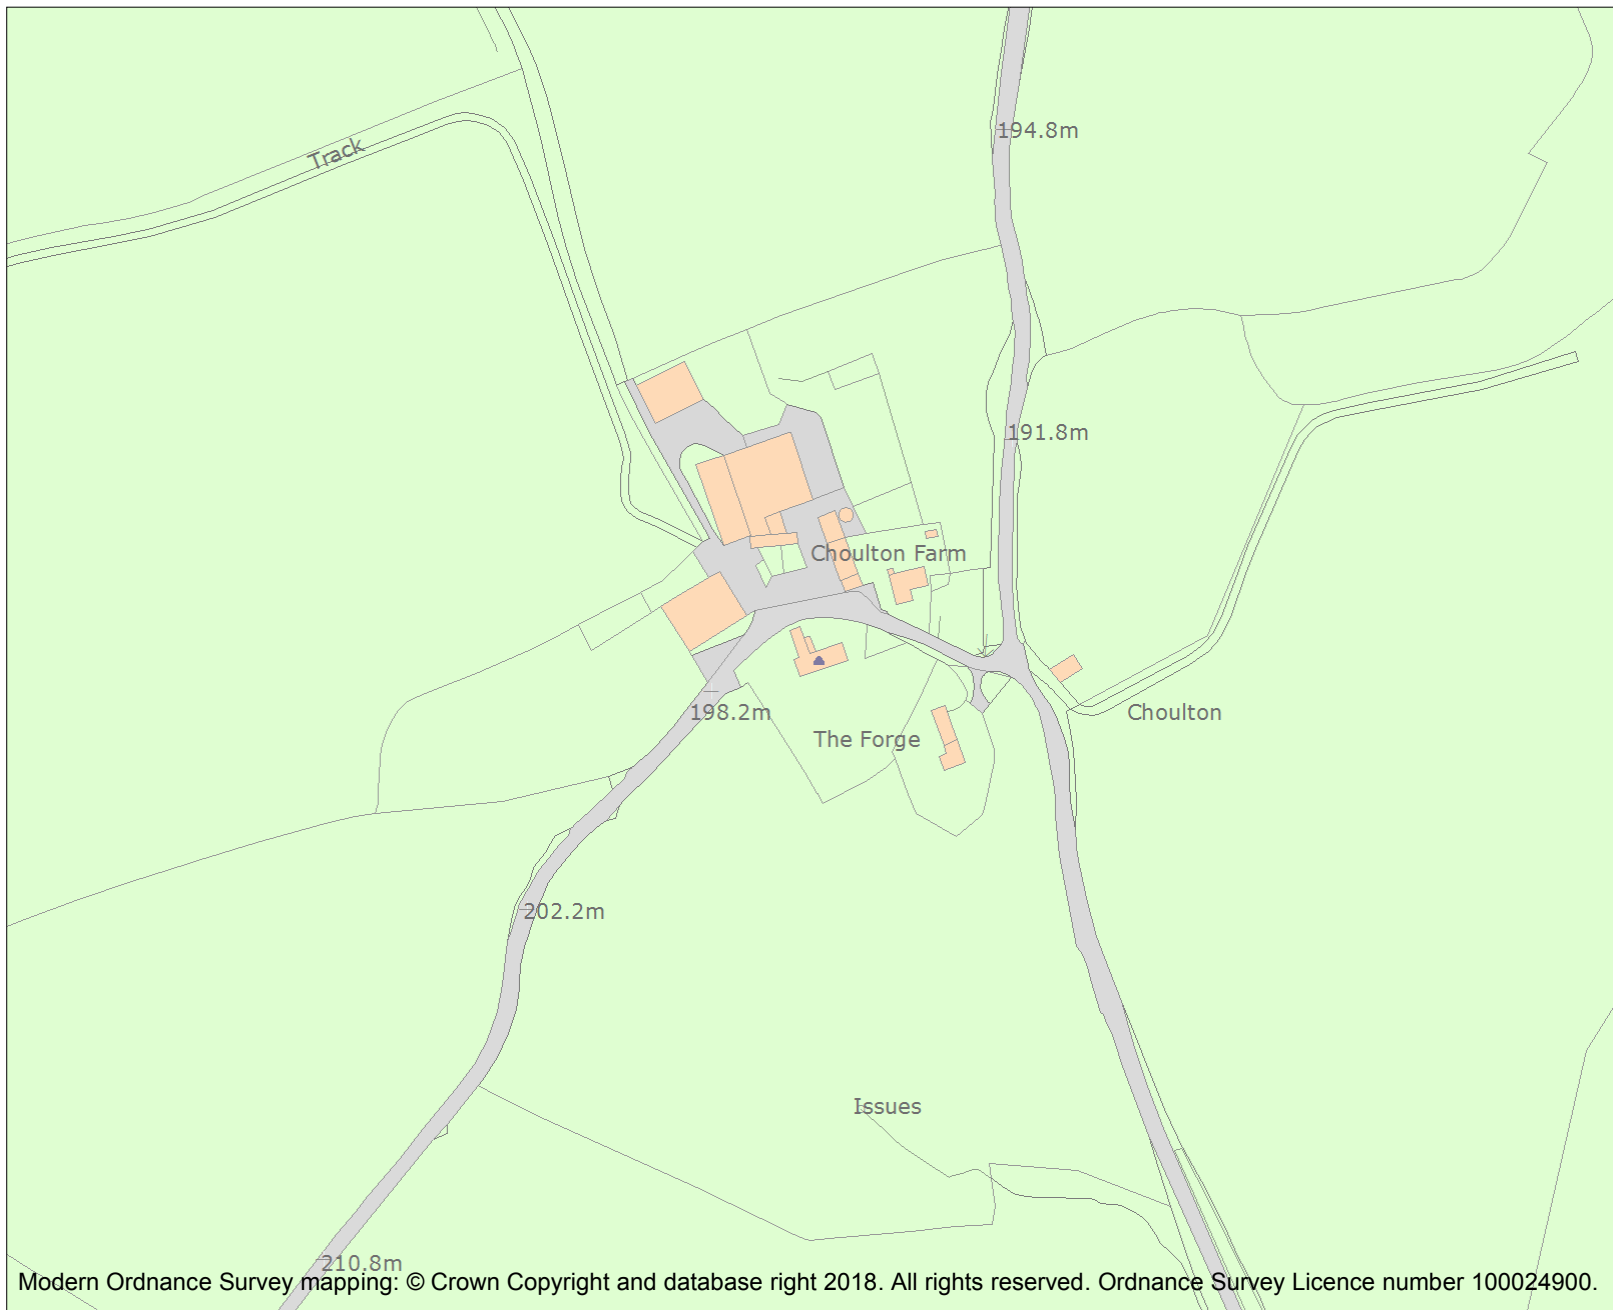 194.8m
Track
191.8m
Choulton Farm
198.2m
Choulton
The Forge
202.2m
Issues
210.8m
Modern Ordnance Survey mapping: © Crown Copyright and database right 2018. All rights reserved. Ordnance Survey Licence number 100024900.